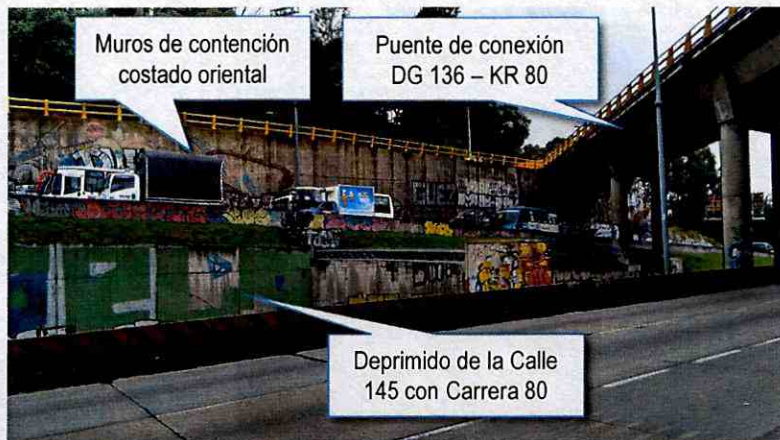 Muros de contención
costado oriental
Puente de conexión
DG 136 – KR 80
Deprimido de la Calle
145 con Carrera 80